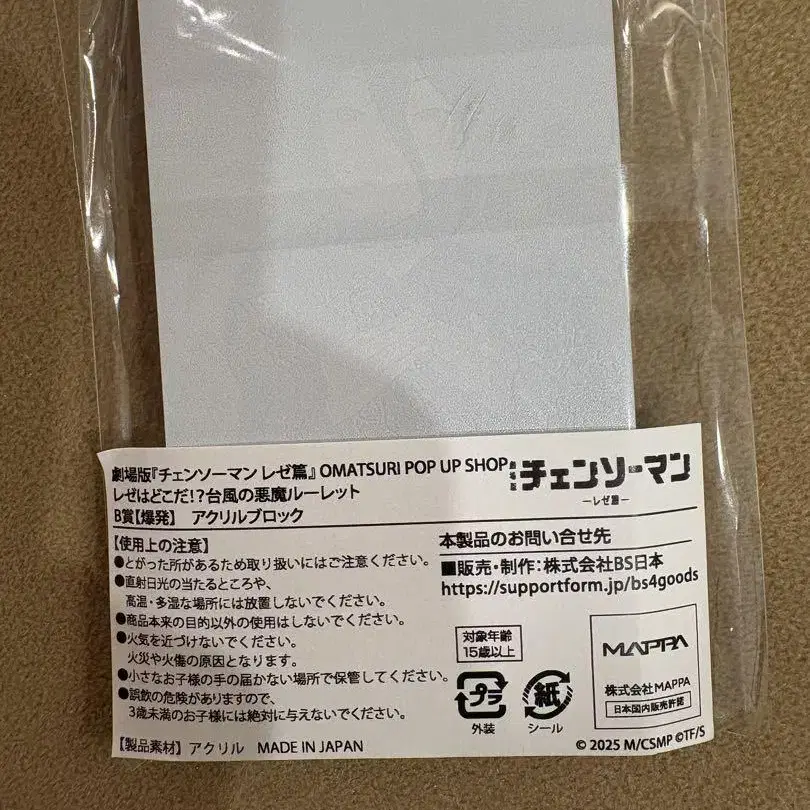 劇場版『チェンソーマン レゼ篇』OMATSURI POP UP SHOP
レゼはどこだ!?台風の悪魔ルーレット
B賞【爆発】 アクリルブロック
劇場版 チェンソーマン
ーレゼ篇ー
【使用上の注意】
●とがった所があるため取り扱いにはご注意ください。
●直射日光の当たるところや、
高温・多湿な場所には放置しないでください。
●商品本来の目的以外の使用はしないでください。
●火気を近づけないでください。
火災や火傷の原因となります。
●小さなお子様の手の届かない場所で保管してください。
●誤飲の危険がありますので、
3歳未満のお子様には絶対に与えないでください。
【製品素材】アクリル MADE IN JAPAN
本製品のお問い合せ先
■販売・制作:株式会社BS日本
https://supportform.jp/bs4goods
対象年齢
15歳以上
プラ
外装
紙
シール
MAPPA
株式会社MAPPA
日本国内販売許諾
© 2025 M/CSMP ©TF/S